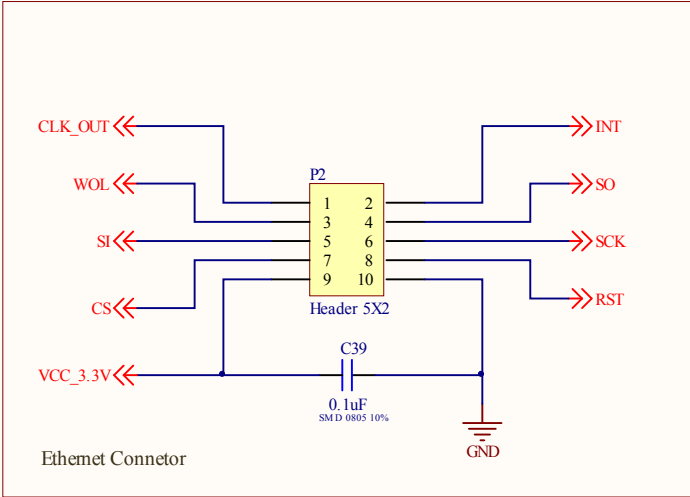 CLK_OUT
INT
P2
WOL
SO
1 2
3 4
SI
5 6
SCK
7 8
9 10
CS
RST
Header 5X2
C39
VCC_3.3V
0.1uF
SMD 0805 10%
GND
Ethernet Connetor